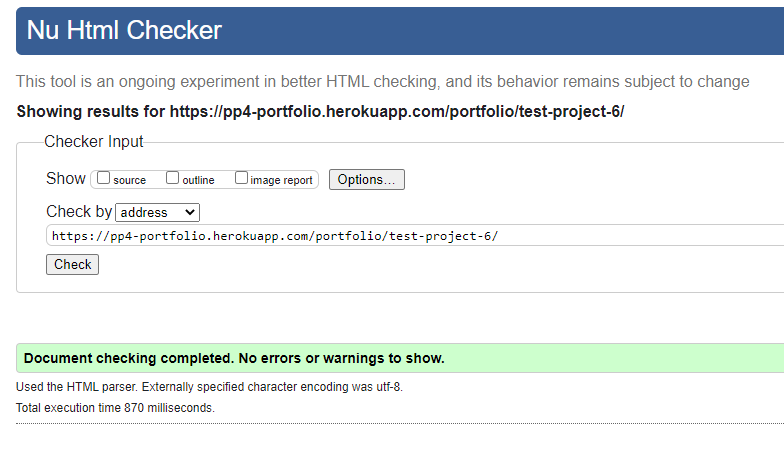 Nu Html Checker
This tool is an ongoing experiment in better HTML checking, and its behavior remains subject to change
Showing results for https://pp4-portfolio.herokuapp.com/portfolio/test-project-6/
Checker Input
Show source outline image report Options...
Check by address
https://pp4-portfolio.herokuapp.com/portfolio/test-project-6/
Check
Document checking completed. No errors or warnings to show.
Used the HTML parser. Externally specified character encoding was utf-8.
Total execution time 870 milliseconds.